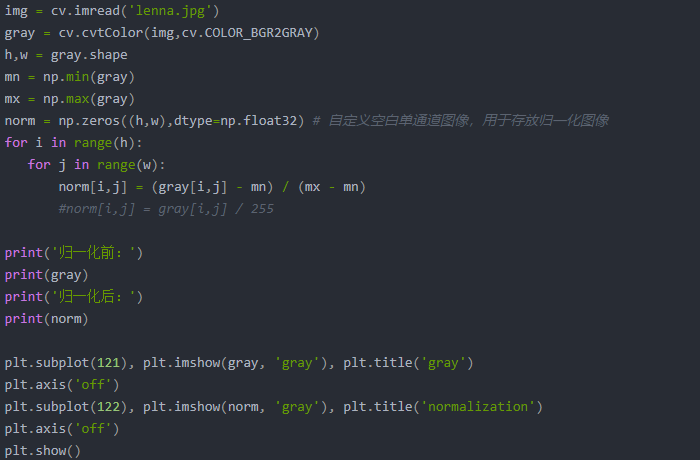 img = cv.imread('lenna.jpg')
gray = cv.cvtColor(img,cv.COLOR_BGR2GRAY)
h,w = gray.shape
mn = np.min(gray)
mx = np.max(gray)
norm = np.zeros((h,w),dtype=np.float32) # 自定义空白单通道图像，用于存放归一化图像
for i in range(h):
   for j in range(w):
       norm[i,j] = (gray[i,j] - mn) / (mx - mn)
       #norm[i,j] = gray[i,j] / 255

print('归一化前：')
print(gray)
print('归一化后：')
print(norm)

plt.subplot(121), plt.imshow(gray, 'gray'), plt.title('gray')
plt.axis('off')
plt.subplot(122), plt.imshow(norm, 'gray'), plt.title('normalization')
plt.axis('off')
plt.show()